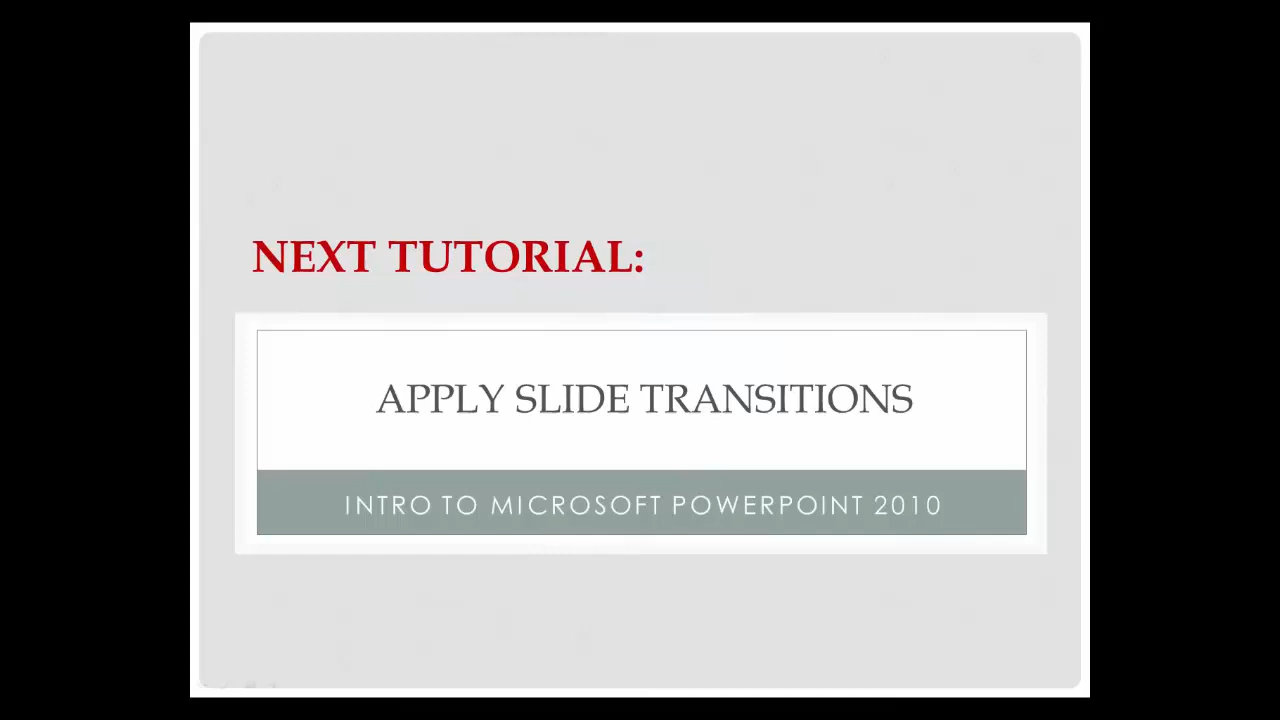 NEXT TUTORIAL:
APPLY SLIDE TRANSITIONS
INTRO TO MICROSOFT POWERPOINT 2010